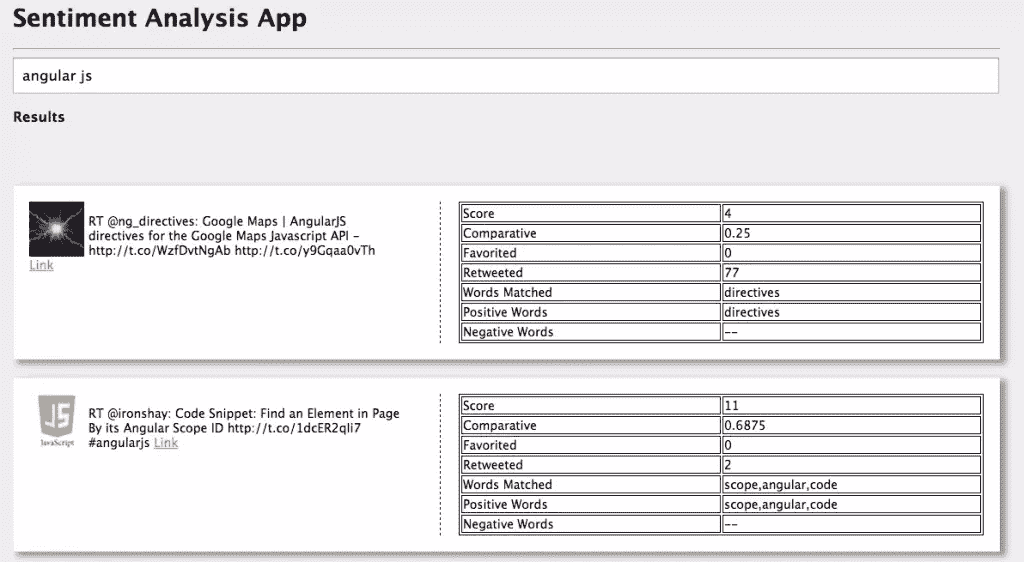 Sentiment Analysis App
angular js
Results
RT @ng_directives: Google Maps | AngularJS
directives for the Google Maps Javascript API –
http://t.co/WzfDvtNgAb http://t.co/y9Gqaa0vTh
Link
Score 4
Comparative 0.25
Favorited 0
Retweeted 77
Words Matched directives
Positive Words directives
Negative Words --
JS
JavaScript
RT @ironshay: Code Snippet: Find an Element in Page
By its Angular Scope ID http://t.co/1dcER2qli7
#angularjs Link
Score 11
Comparative 0.6875
Favorited 0
Retweeted 2
Words Matched scope,angular,code
Positive Words scope,angular,code
Negative Words --